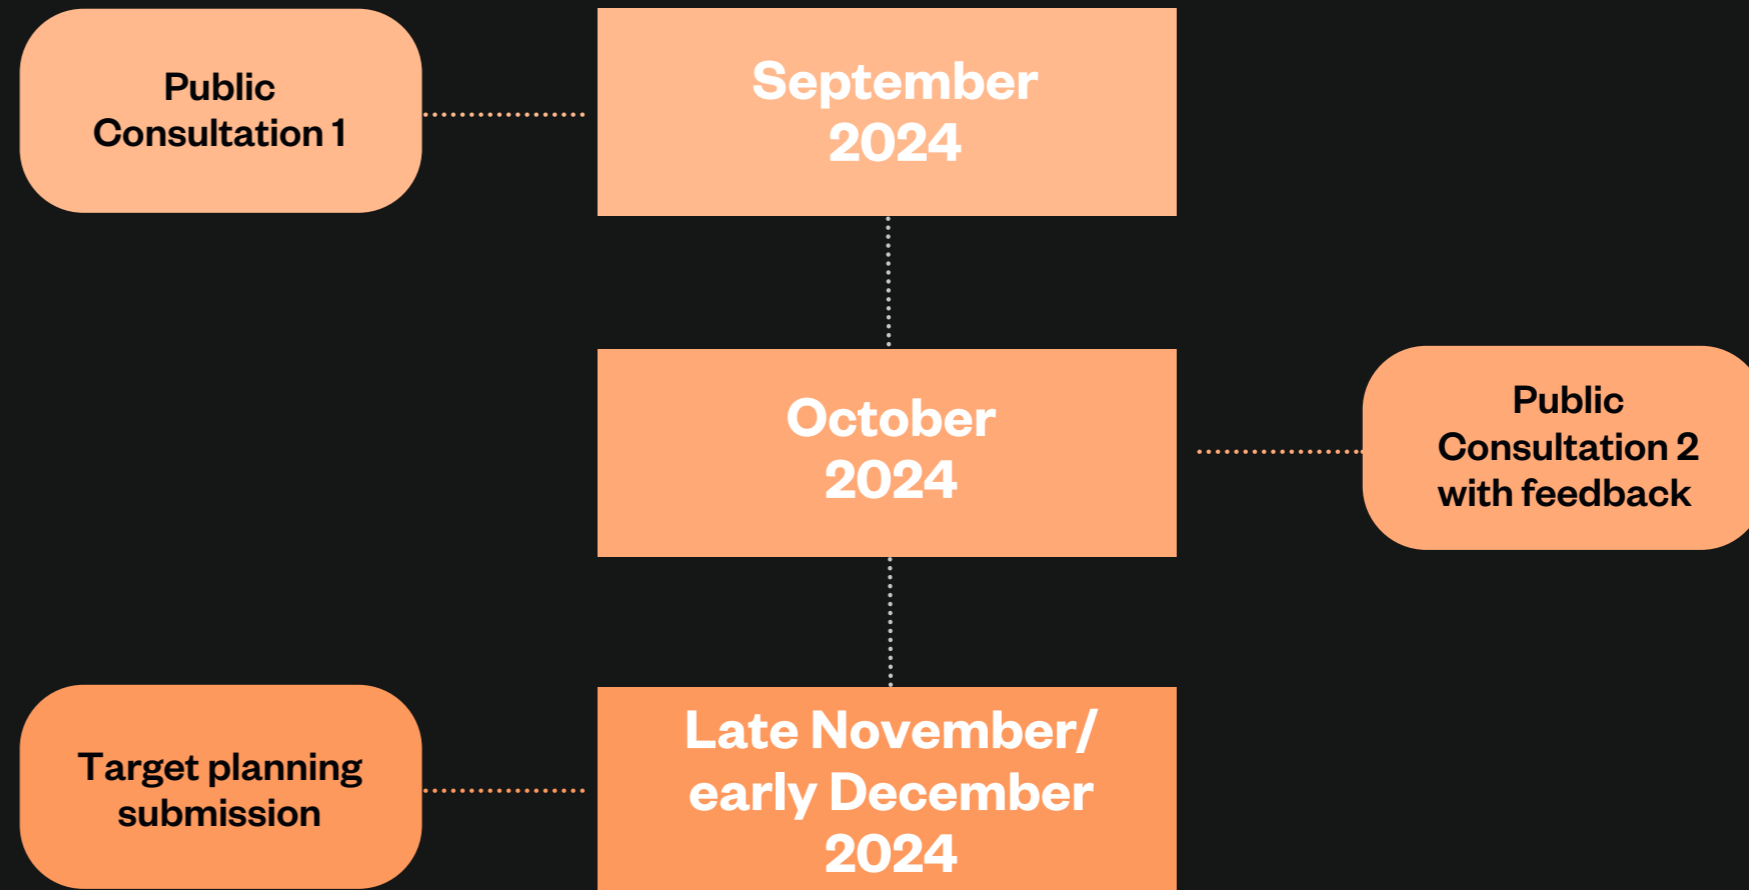 Public
Consultation 1
September
2024
October
2024
Public
Consultation 2
with feedback
Target planning
submission
Late November/
early December
2024